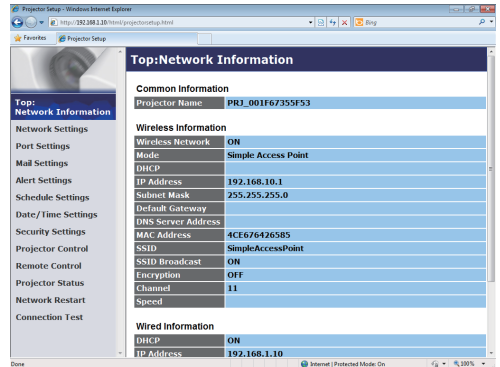 Projector Setup - Windows Internet Explorer
http://192.168.1.10/html/projectorsetup.html
Bing
Favorites
Projector Setup
Top:
Network Information
Network Settings
Port Settings
Mail Settings
Alert Settings
Schedule Settings
Date/Time Settings
Security Settings
Projector Control
Remote Control
Projector Status
Network Restart
Connection Test
Top:Network Information
Common Information
Projector Name PRJ_001F67355F53
Wireless Information
Wireless Network ON
Mode Simple Access Point
DHCP
IP Address 192.168.10.1
Subnet Mask 255.255.255.0
Default Gateway
DNS Server Address
MAC Address 4CE676426585
SSID SimpleAccessPoint
SSID Broadcast ON
Encryption OFF
Channel 11
Speed
Wired Information
DHCP ON
IP Address 192.168.1.10
Done
Internet | Protected Mode: On
100%